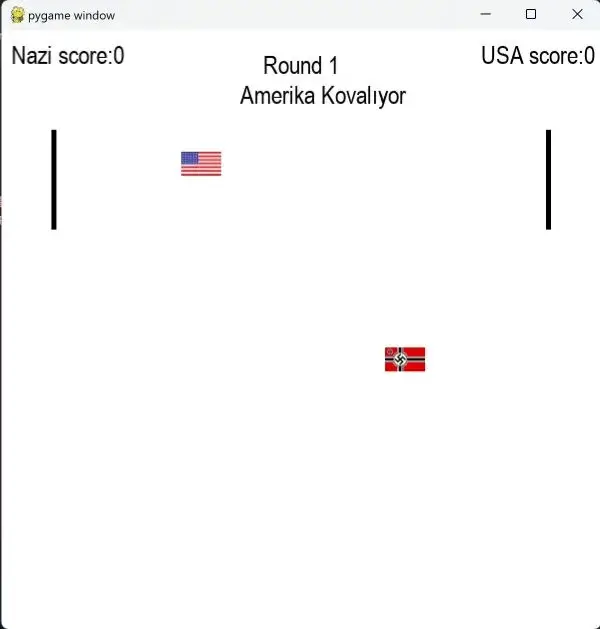 pygame window
Nazi score:0
USA score:0
Round 1
Amerika Kovalıyor